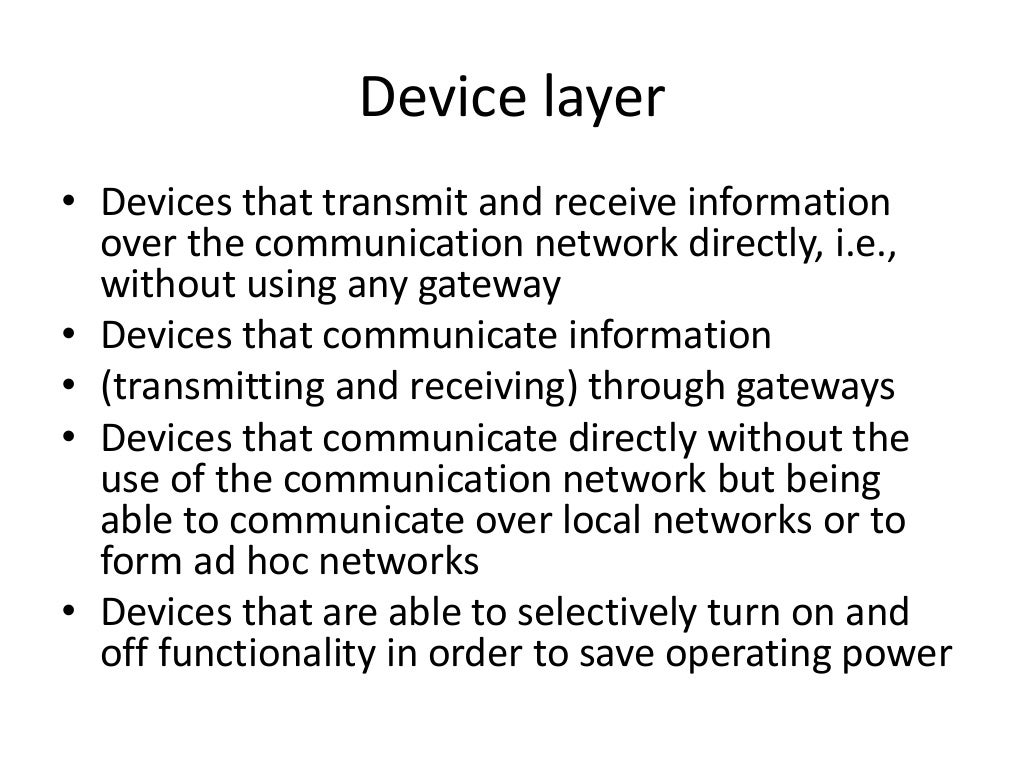 Device layer
• Devices that transmit and receive information
over the communication network directly, i.e.,
without using any gateway
• Devices that communicate information
• (transmitting and receiving) through gateways
• Devices that communicate directly without the
use of the communication network but being
able to communicate over local networks or to
form ad hoc networks
• Devices that are able to selectively turn on and
off functionality in order to save operating power